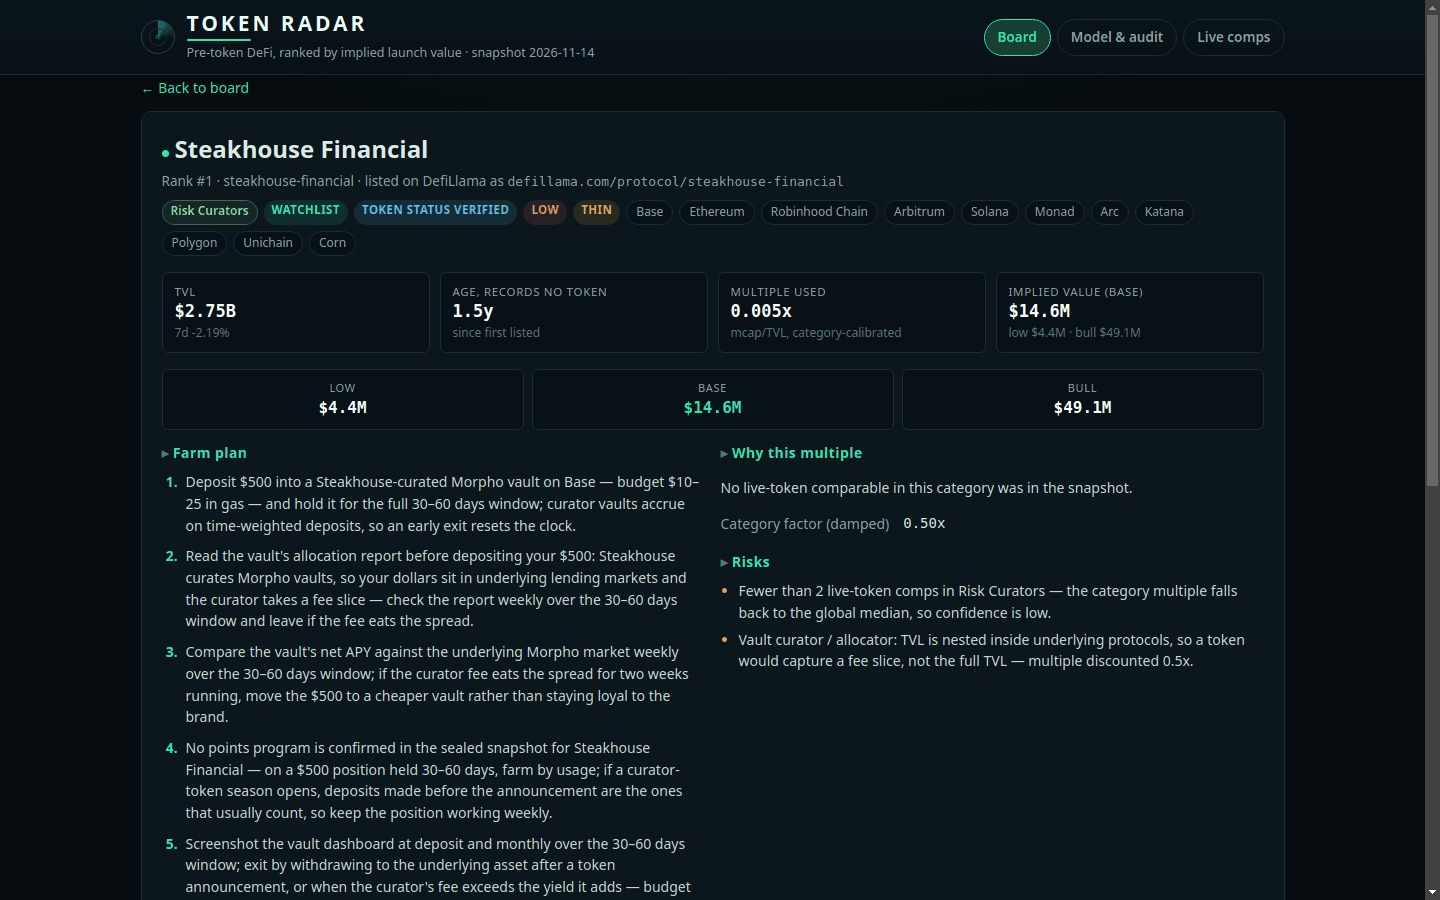 TOKEN RADAR
Pre-token DeFi, ranked by implied launch value · snapshot 2026-11-14
Board
Model & audit
Live comps
← Back to board
Steakhouse Financial
Rank #1 · steakhouse-financial · listed on DefiLlama as defillama.com/protocol/steakhouse-financial
Risk Curators WATCHLIST TOKEN STATUS VERIFIED LOW THIN Base Ethereum Robinhood Chain Arbitrum Solana Monad Arc Katana
Polygon Unichain Corn
TVL
$2.75B
7d -2.19%
AGE, RECORDS NO TOKEN
1.5y
since first listed
MULTIPLE USED
0.005x
mcap/TVL, category-calibrated
IMPLIED VALUE (BASE)
$14.6M
low $4.4M · bull $49.1M
LOW
$4.4M
BASE
$14.6M
BULL
$49.1M
▸ Farm plan
1. Deposit $500 into a Steakhouse-curated Morpho vault on Base — budget $10–
25 in gas — and hold it for the full 30–60 days window; curator vaults accrue
on time-weighted deposits, so an early exit resets the clock.
2. Read the vault's allocation report before depositing your $500: Steakhouse
curates Morpho vaults, so your dollars sit in underlying lending markets and
the curator takes a fee slice — check the report weekly over the 30–60 days
window and leave if the fee eats the spread.
3. Compare the vault's net APY against the underlying Morpho market weekly
over the 30–60 days window; if the curator fee eats the spread for two weeks
running, move the $500 to a cheaper vault rather than staying loyal to the
brand.
4. No points program is confirmed in the sealed snapshot for Steakhouse
Financial — on a $500 position held 30–60 days, farm by usage; if a curator-
token season opens, deposits made before the announcement are the ones
that usually count, so keep the position working weekly.
5. Screenshot the vault dashboard at deposit and monthly over the 30–60 days
window; exit by withdrawing to the underlying asset after a token
announcement, or when the curator's fee exceeds the yield it adds — budget
▸ Why this multiple
No live-token comparable in this category was in the snapshot.
Category factor (damped) 0.50x
▸ Risks
• Fewer than 2 live-token comps in Risk Curators — the category multiple falls
back to the global median, so confidence is low.
• Vault curator / allocator: TVL is nested inside underlying protocols, so a token
would capture a fee slice, not the full TVL — multiple discounted 0.5x.